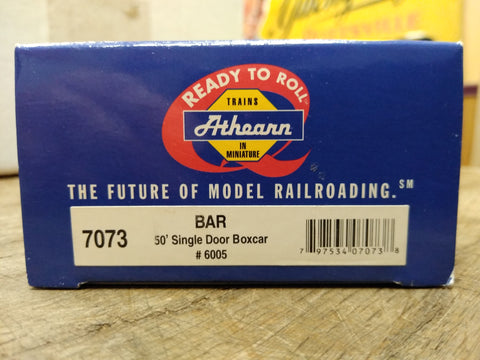 READY TO ROLL
TRAINS
Athearn
IN
MINIATURE
THE FUTURE OF MODEL RAILROADING.℠
7073
BAR
50' Single Door Boxcar
# 6005
7 97534 07073 8